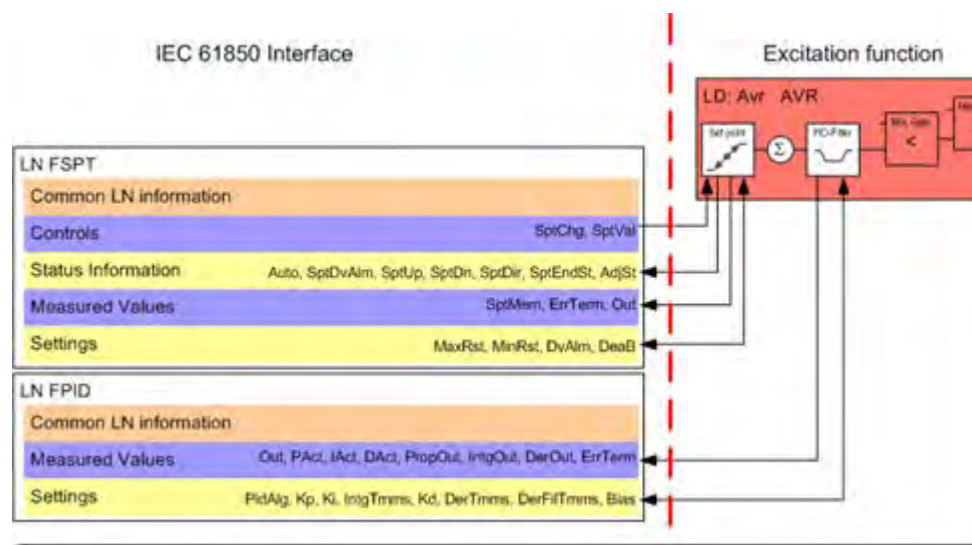 IEC 61850 Interface
Excitation function
LD: Avr AVR
Set point
Σ
PID-Filter
Min. Gate
<
LN FSPT
Common LN information
Controls SptChg, SptVal
Status Information Auto, SptDvAlm, SptUp, SptDn, SptDir, SptEndSt, AdjSt
Measured Values SptMem, ErrTerm, Out
Settings MaxRst, MinRst, DvAlm, DeaB
LN FPID
Common LN information
Measured Values Out, PAct, IAct, DAct, PropOut, IntgOut, DerOut, ErrTerm
Settings PidAlg, Kp, Ki, IntgTmms, Kd, DerTmms, DerFilTmms, Bias